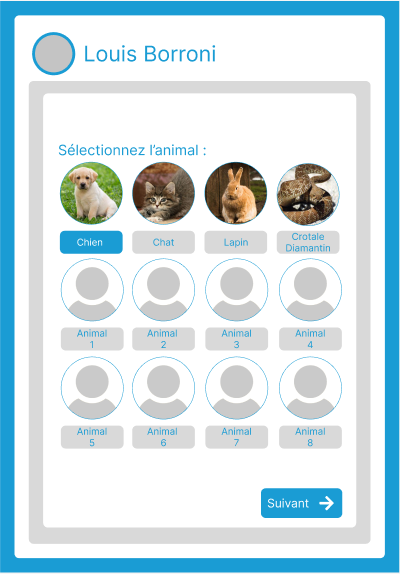 Louis Borroni
Sélectionnez l’animal :
Chien
Chat
Lapin
Crotale
Diamantin
Animal
1
Animal
2
Animal
3
Animal
4
Animal
5
Animal
6
Animal
7
Animal
8
Suivant